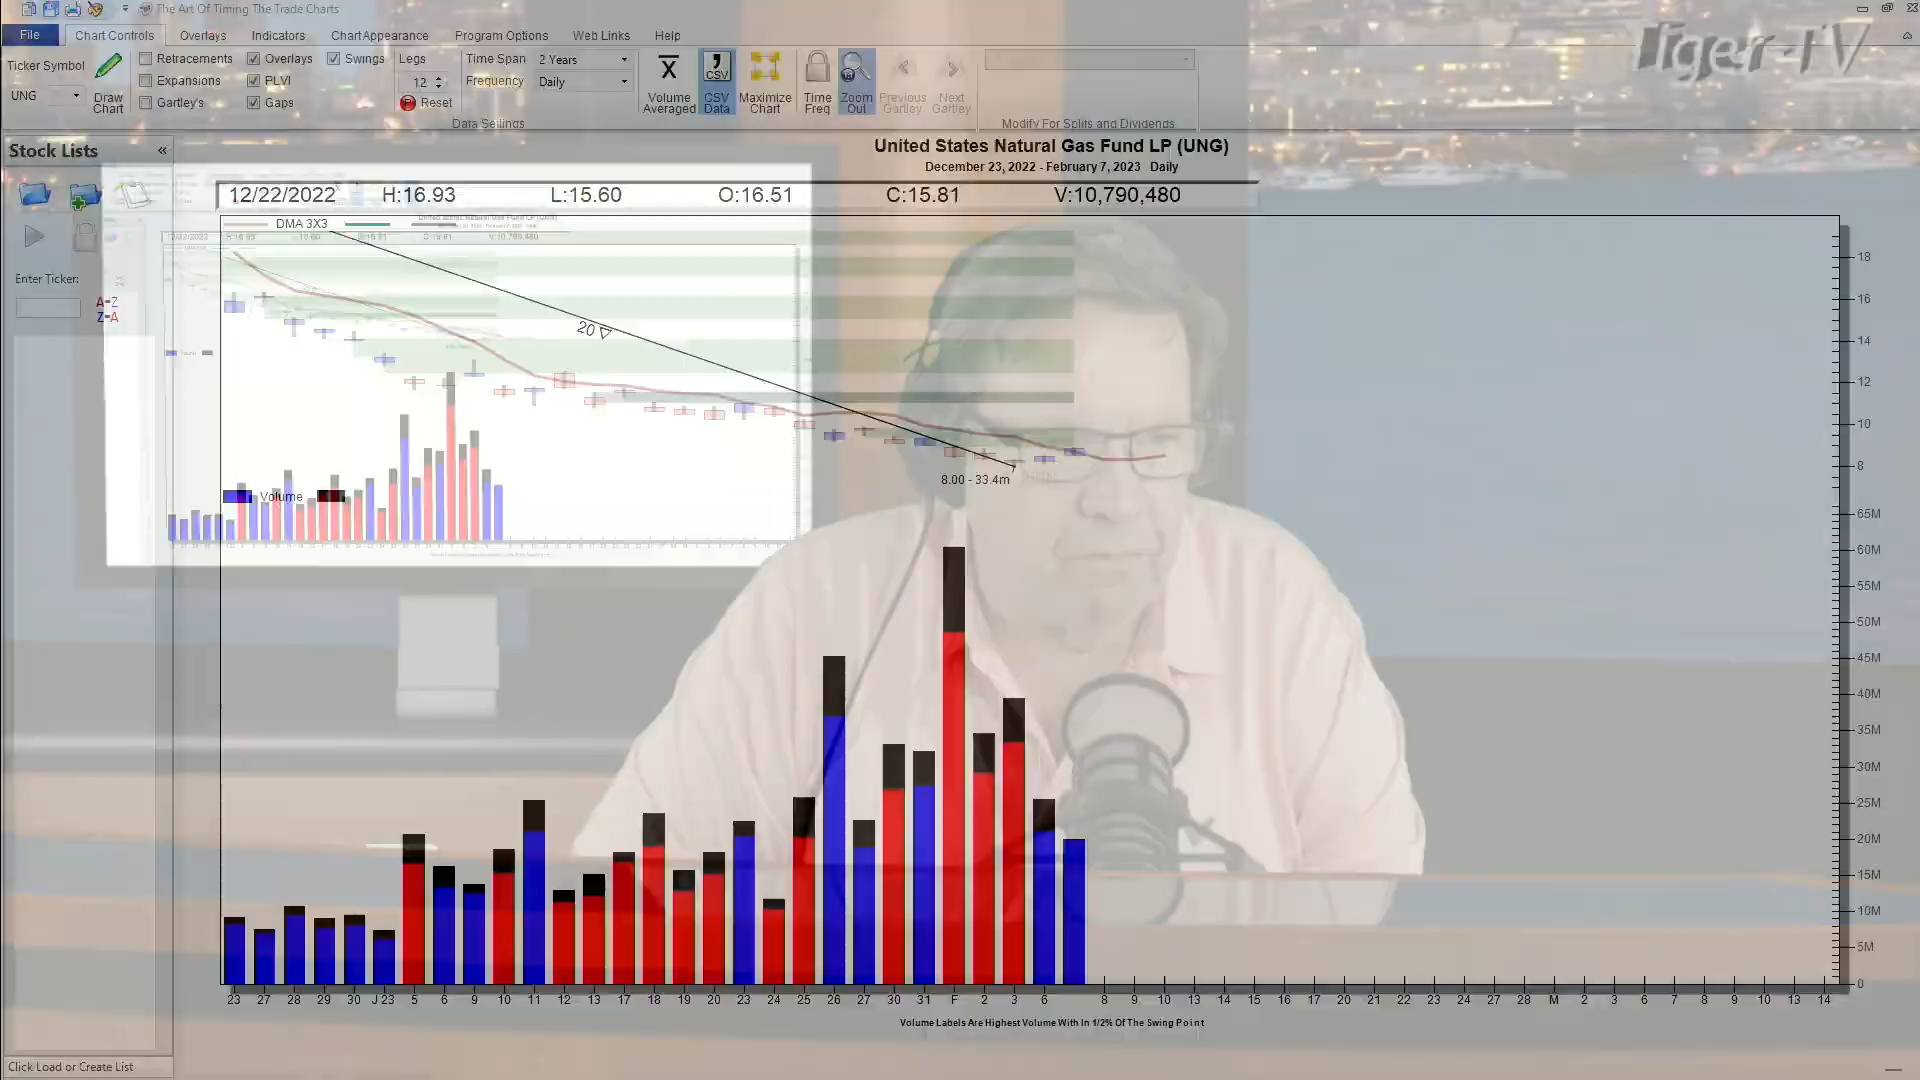 The Art Of Timing The Trade Charts
Tiger-TV
File Chart Controls Overlays Indicators Chart Appearance Program Options Web Links Help
Ticker Symbol
UNG
Draw Chart
Retracements
Expansions
Gartley's
Overlays
PLVI
Gaps
Swings
Legs
12
Reset
Time Span 2 Years
Frequency Daily
Data Settings
Volume Averaged
CSV Data
Maximize Chart
Time Freq
Zoom Out
Previous Gartley
Next Gartley
Modify For Splits and Dividends
Stock Lists «
Enter Ticker:
A-Z
Z-A
United States Natural Gas Fund LP (UNG)
December 23, 2022 - February 7, 2023 Daily
12/22/2022 H:16.93 L:15.60 O:16.51 C:15.81 V:10,790,480
DMA 3X3
20
8.00 - 33.4m
Volume
18
16
14
12
10
8
65M
60M
55M
50M
45M
40M
35M
30M
25M
20M
15M
10M
5M
0
23 27 28 29 30 J 23 5 6 9 10 11 12 13 17 18 19 20 23 24 25 26 27 30 31 F 2 3 6 8 9 10 13 14 15 16 17 20 21 22 23 24 27 28 M 2 3 6 7 8 9 10 13 14
Volume Labels Are Highest Volume With In 1/2% Of The Swing Point
Click Load or Create List